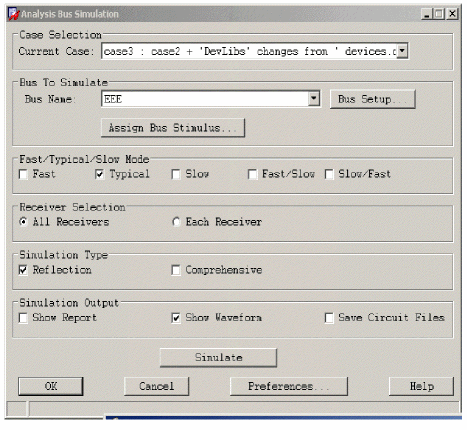 Analysis Bus Simulation
Case Selection
Current Case: case3 : case2 + 'DevLibs' changes from ' devices.
Bus To Simulate
Bus Name: EEE Bus Setup...
Assign Bus Stimulus...
Fast/Typical/Slow Mode
Fast Typical Slow Fast/Slow Slow/Fast
Receiver Selection
All Receivers Each Receiver
Simulation Type
Reflection Comprehensive
Simulation Output
Show Report Show Waveform Save Circuit Files
Simulate
OK Cancel Preferences... Help